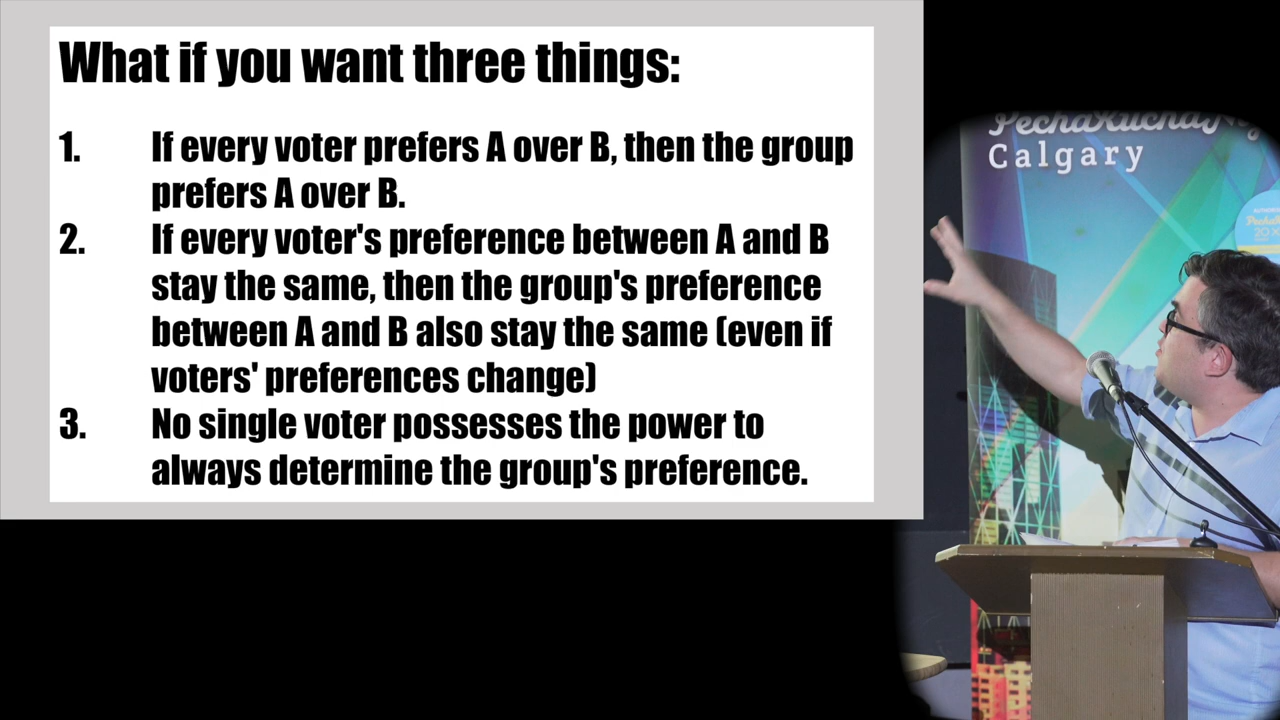 What if you want three things:
1. If every voter prefers A over B, then the group
prefers A over B.
2. If every voter's preference between A and B
stay the same, then the group's preference
between A and B also stay the same (even if
voters' preferences change)
3. No single voter possesses the power to
always determine the group's preference.
Calgary
20